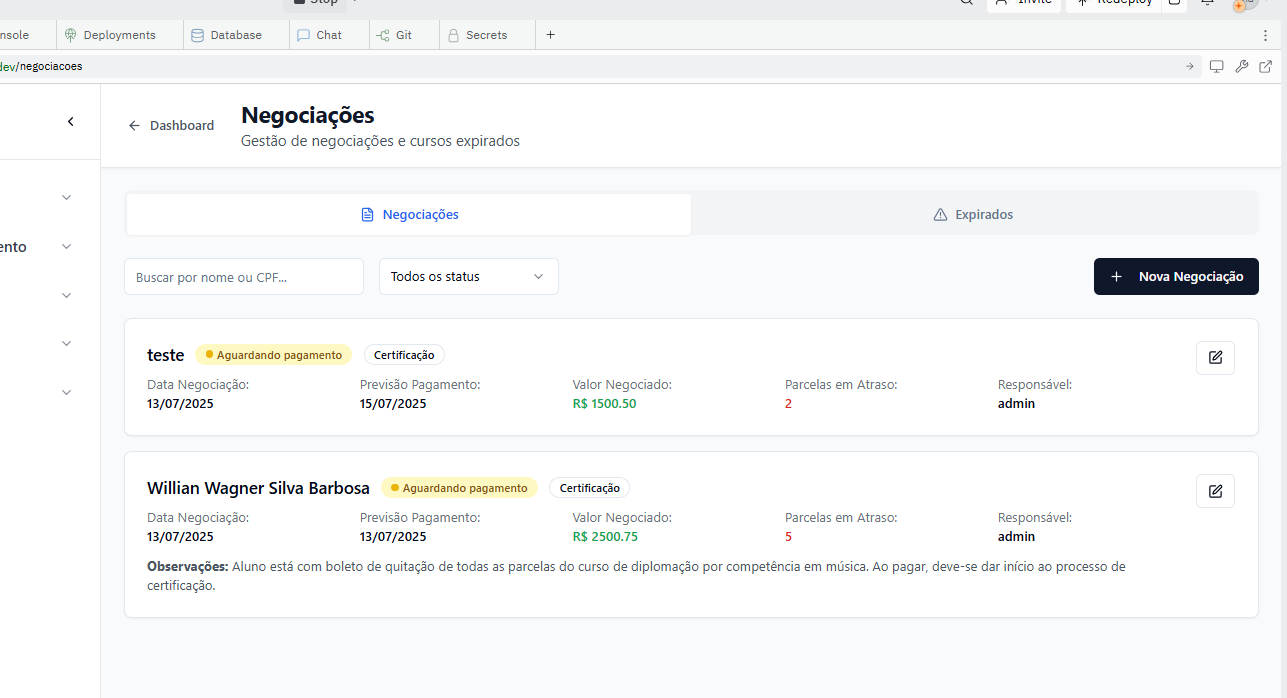 Stop
Invite
Redeploy
nsole
Deployments
Database
Chat
Git
Secrets
dev/negociacoes
Dashboard
Negociações
Gestão de negociações e cursos expirados
ento
Negociações
Expirados
Buscar por nome ou CPF...
Todos os status
Nova Negociação
teste Aguardando pagamento Certificação
Data Negociação: Previsão Pagamento: Valor Negociado: Parcelas em Atraso: Responsável:
13/07/2025 15/07/2025 R$ 1500.50 2 admin
Willian Wagner Silva Barbosa Aguardando pagamento Certificação
Data Negociação: Previsão Pagamento: Valor Negociado: Parcelas em Atraso: Responsável:
13/07/2025 13/07/2025 R$ 2500.75 5 admin
Observações: Aluno está com boleto de quitação de todas as parcelas do curso de diplomação por competência em música. Ao pagar, deve-se dar início ao processo de
certificação.